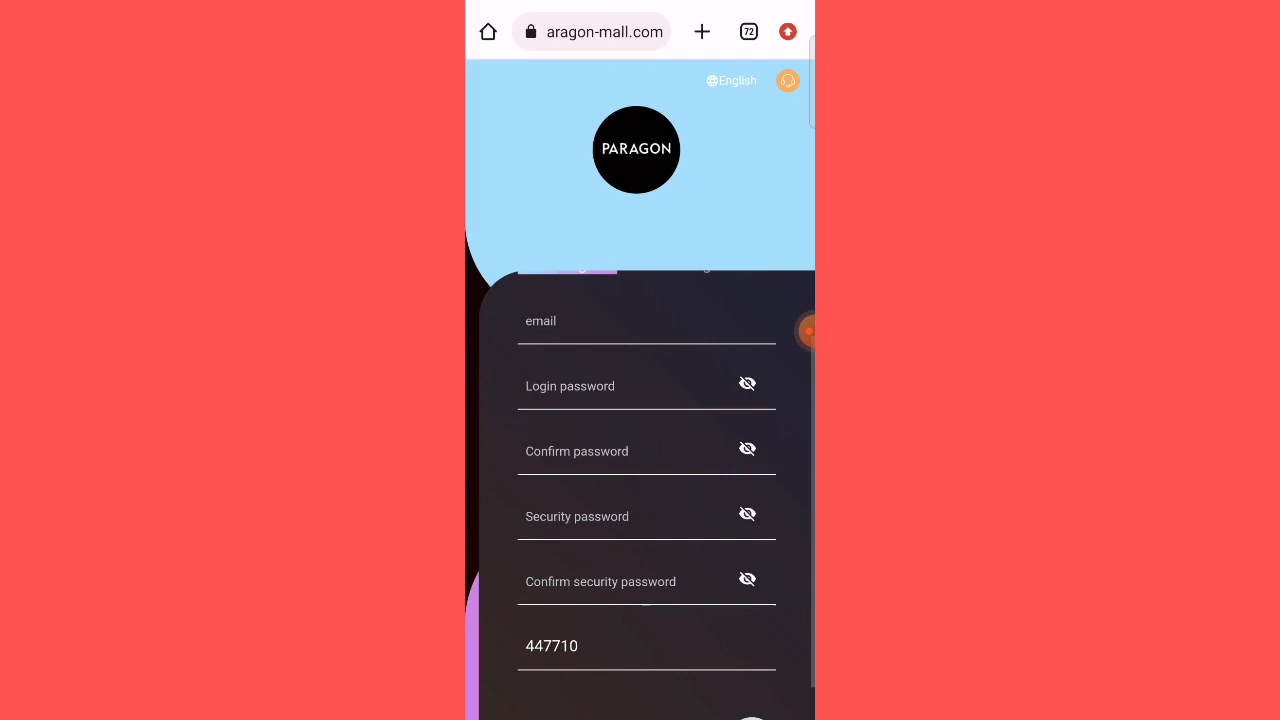 aragon-mall.com
72
English
PARAGON
email
Login password
Confirm password
Security password
Confirm security password
447710